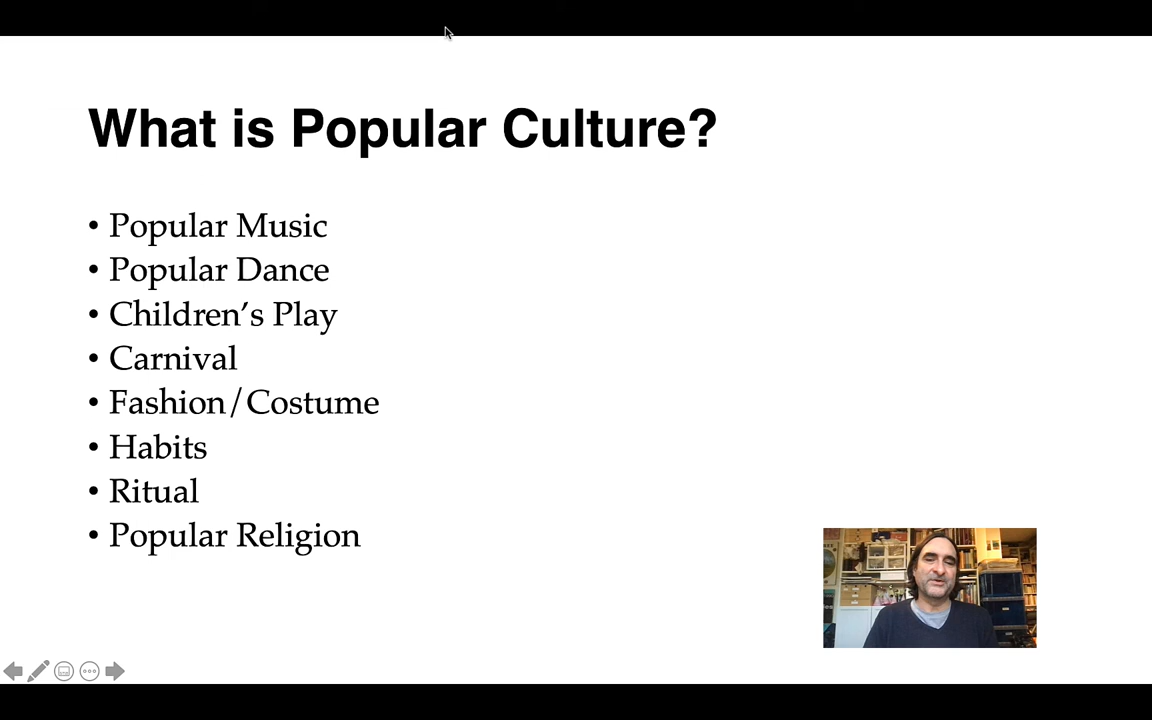 What is Popular Culture?
• Popular Music
• Popular Dance
• Children’s Play
• Carnival
• Fashion/Costume
• Habits
• Ritual
• Popular Religion